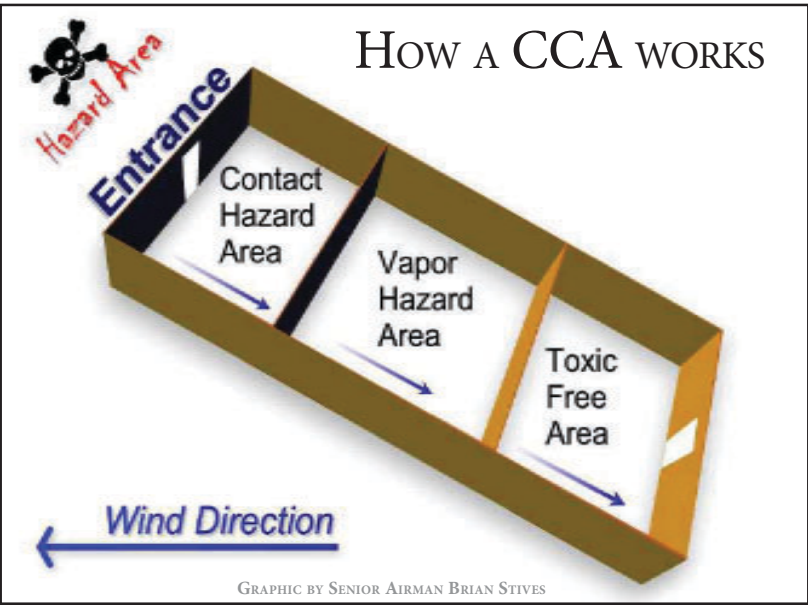 HOW A CCA WORKS
Hazard Area
Entrance
Contact
Hazard
Area
Vapor
Hazard
Area
Toxic
Free
Area
Wind Direction
GRAPHIC BY SENIOR AIRMAN BRIAN STIVES